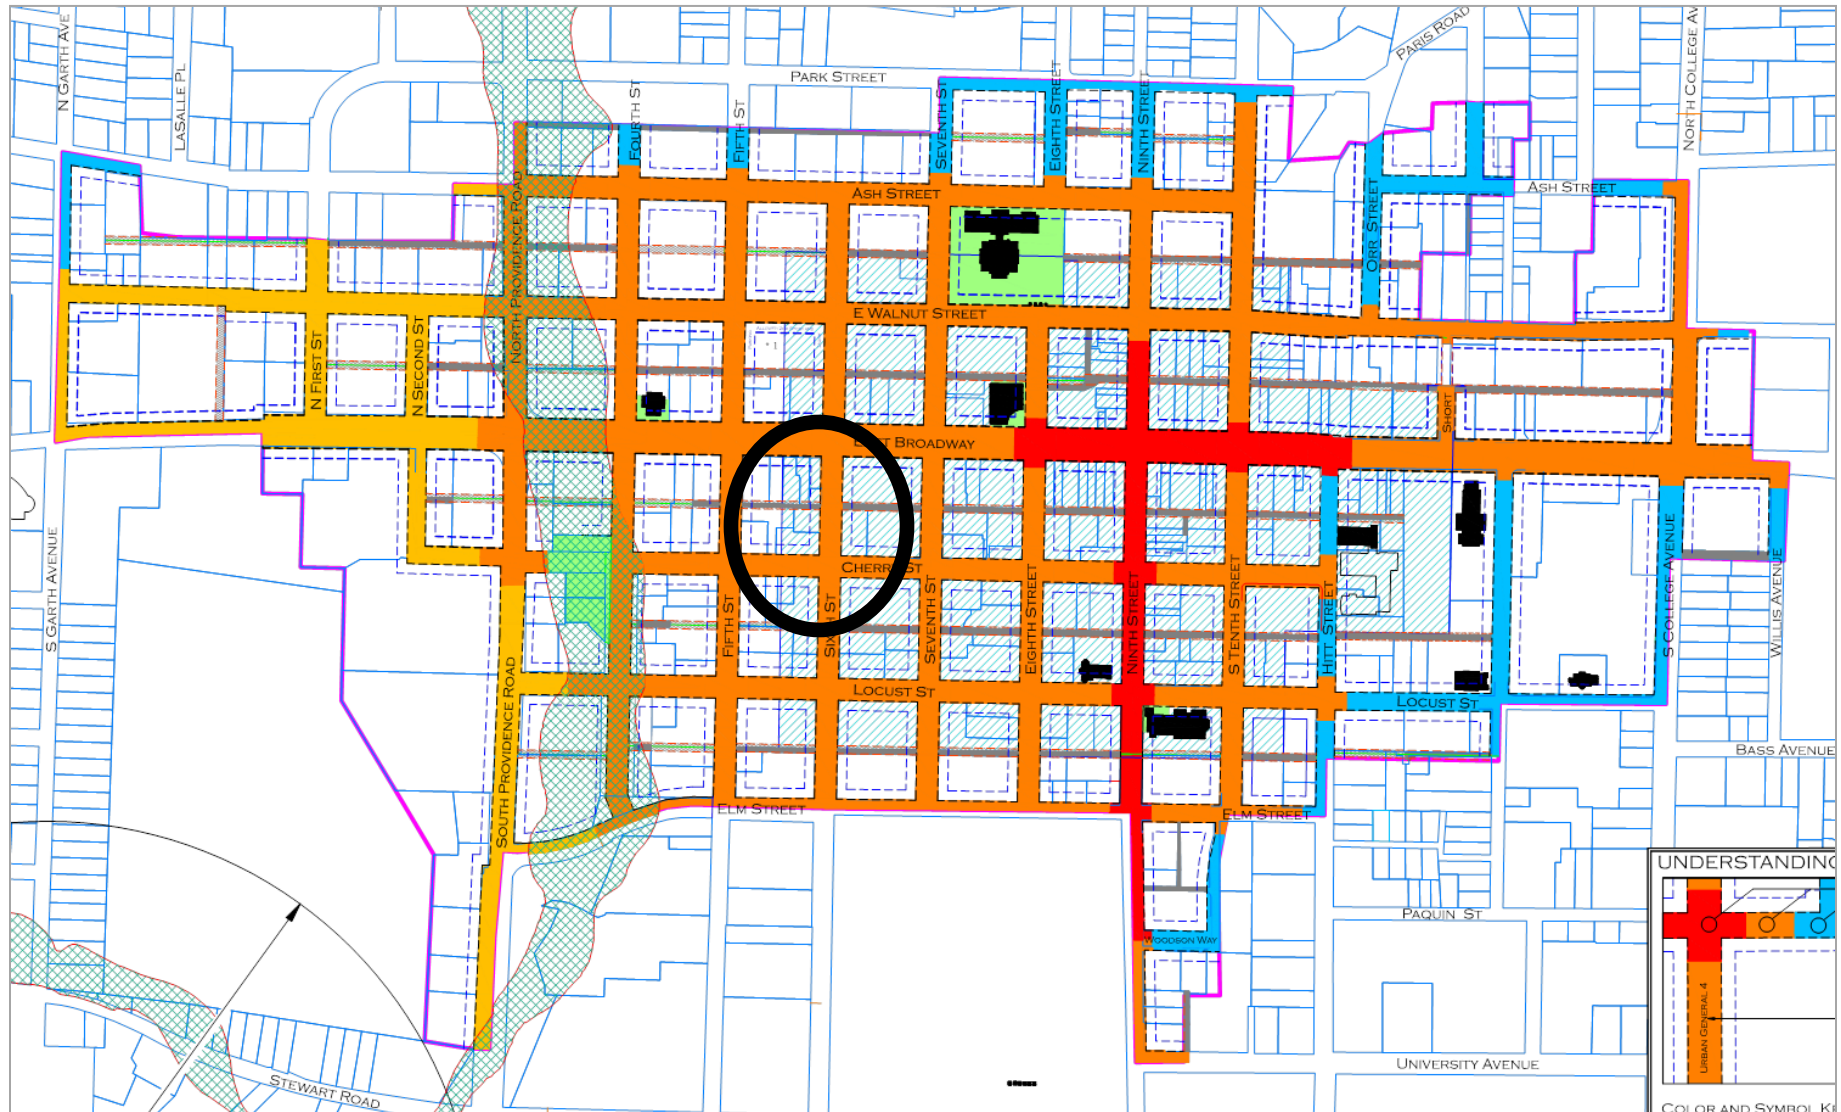 N GARTH AVE
LASALLE PL
PARK STREET
PARIS ROAD
NORTH COLLEGE AV
FOURTH ST
FIFTH ST
SEVENTH ST
EIGHTH STREET
NINTH STREET
ASH STREET
ASH STREET
ORR STREET
NORTH PROVIDENCE ROAD
E WALNUT STREET
N FIRST ST
N SECOND ST
SHORT
EAST BROADWAY
S GARTH AVENUE
CHERRY ST
FIFTH ST
SIXTH ST
SEVENTH ST
EIGHTH STREET
NINTH STREET
S TENTH STREET
HITT STREET
S COLLEGE AVENUE
WILLIS AVENUE
SOUTH PROVIDENCE ROAD
LOCUST ST
LOCUST ST
BASS AVENUE
ELM STREET
ELM STREET
UNDERSTANDING
PAQUIN ST
WOODSON WAY
URBAN GENERAL 4
UNIVERSITY AVENUE
STEWART ROAD
COLOR AND SYMBOL K